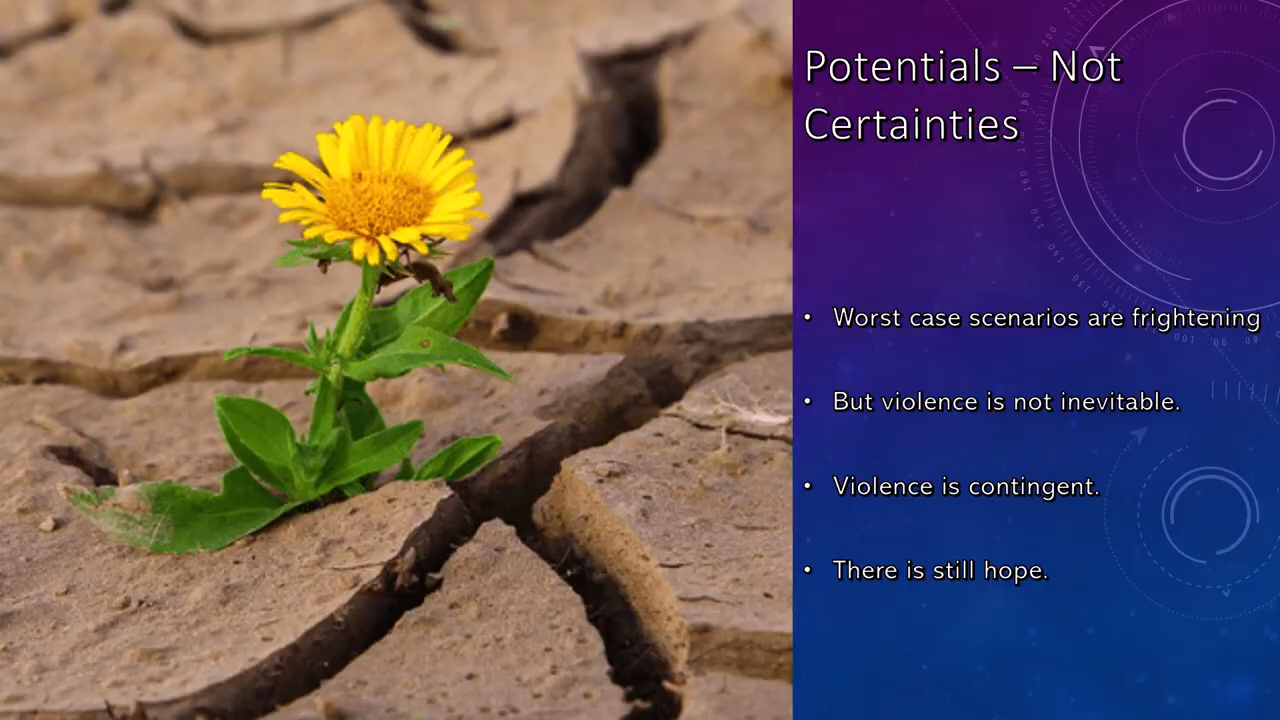 Potentials – Not
Certainties
• Worst case scenarios are frightening
• But violence is not inevitable.
• Violence is contingent.
• There is still hope.